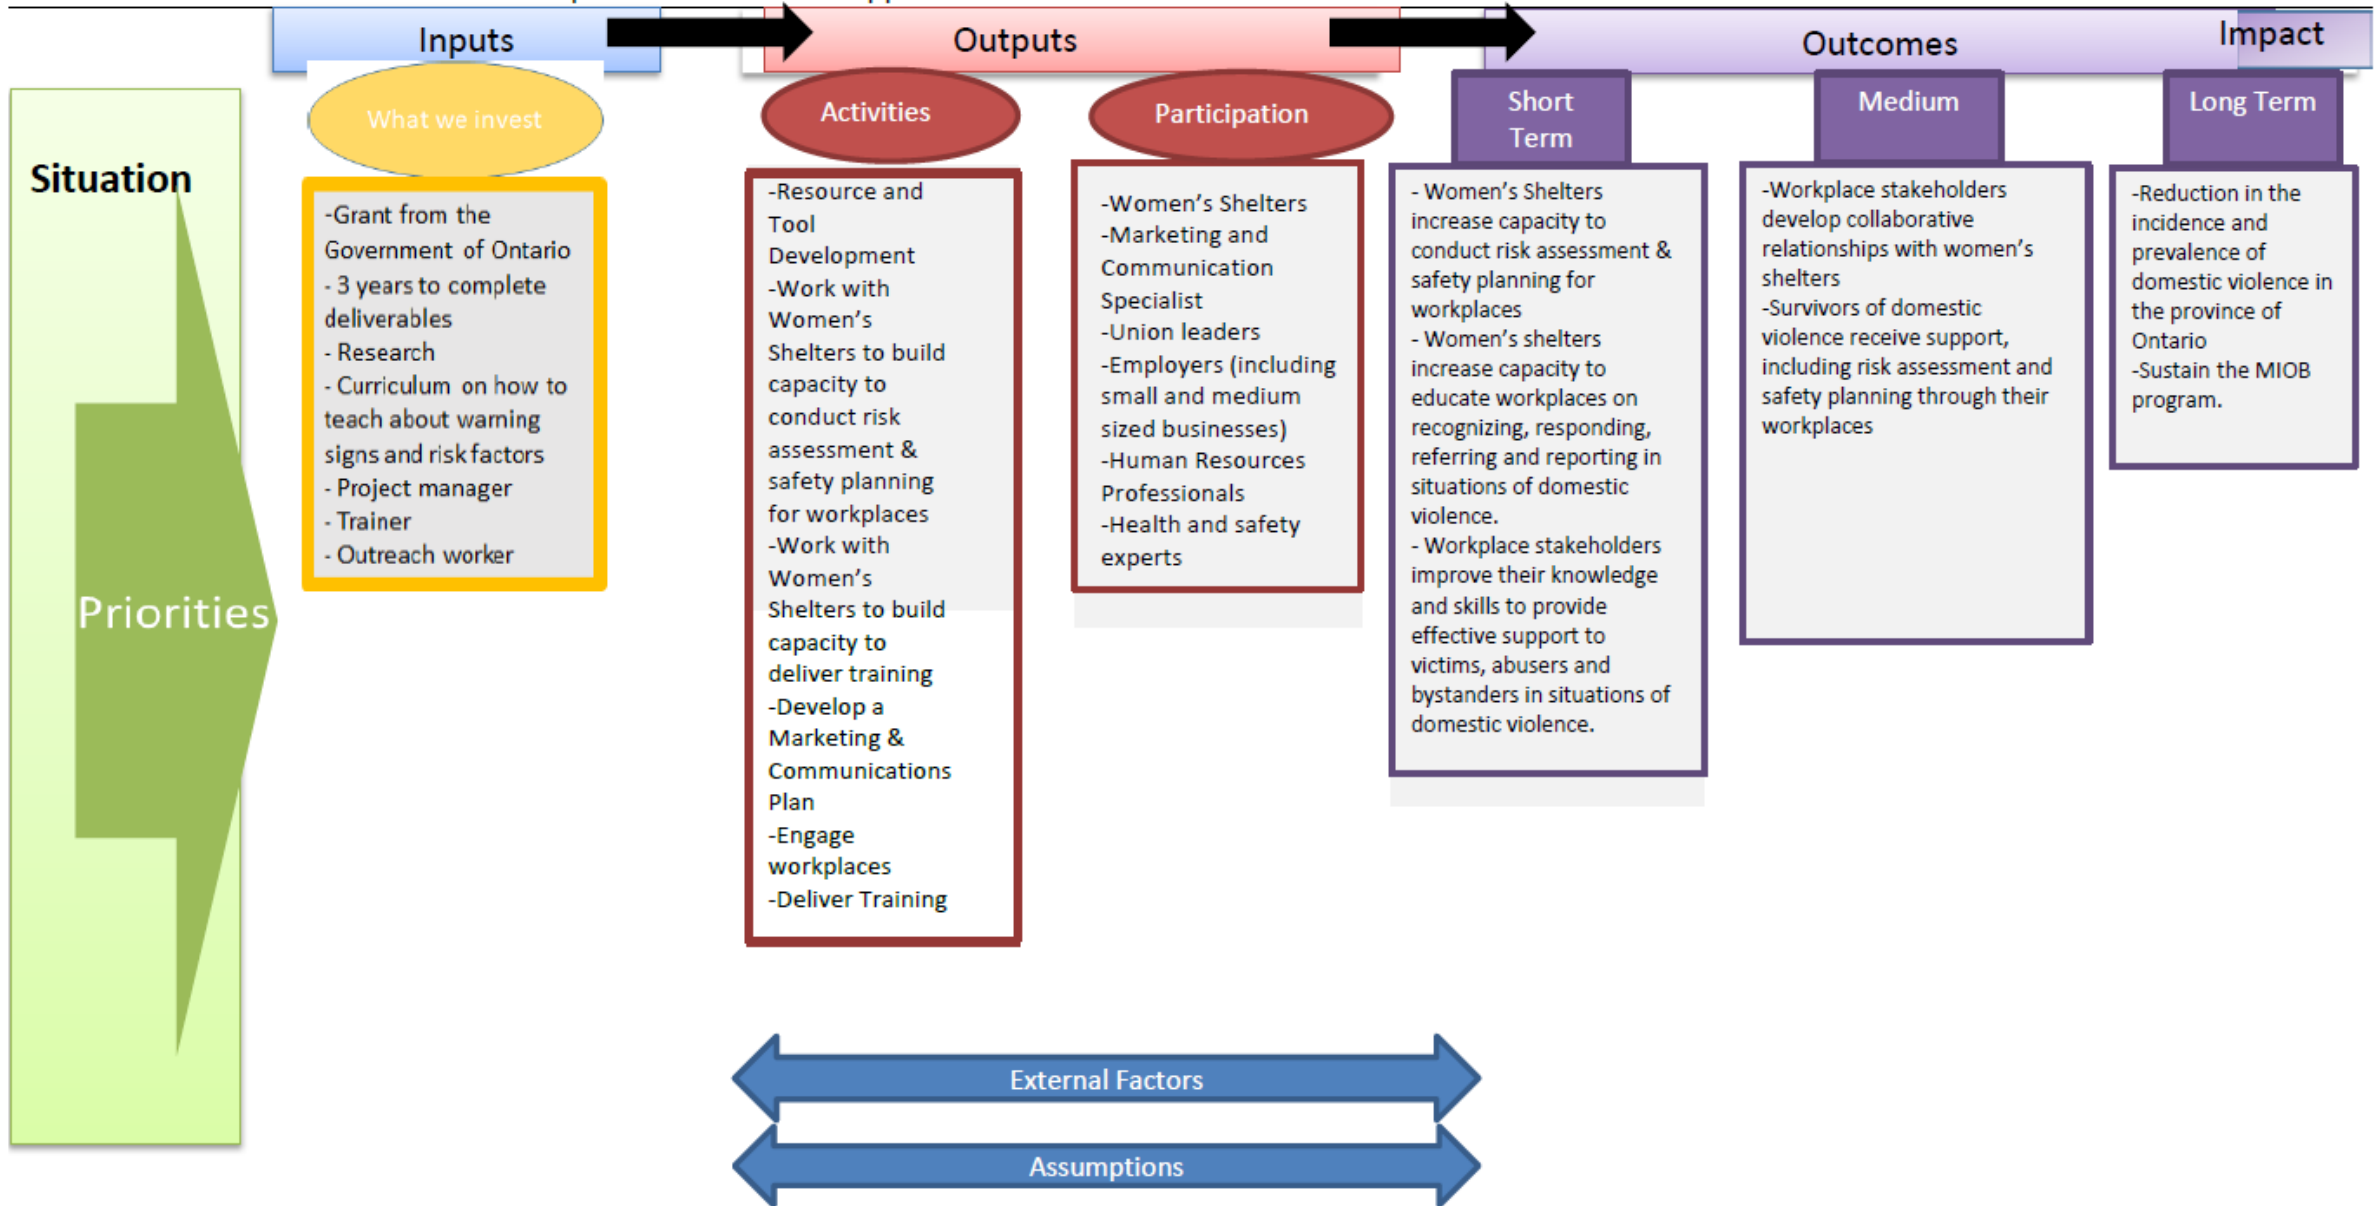 Inputs
Outputs
Outcomes
Impact
What we invest
Activities
Participation
Short
Term
Medium
Long Term
Situation
Priorities
-Grant from the
Government of Ontario
- 3 years to complete
deliverables
- Research
- Curriculum on how to
teach about warning
signs and risk factors
- Project manager
- Trainer
- Outreach worker
-Resource and
Tool
Development
-Work with
Women's
Shelters to build
capacity to
conduct risk
assessment &
safety planning
for workplaces
-Work with
Women's
Shelters to build
capacity to
deliver training
-Develop a
Marketing &
Communications
Plan
-Engage
workplaces
-Deliver Training
-Women's Shelters
-Marketing and
Communication
Specialist
-Union leaders
-Employers (including
small and medium
sized businesses)
-Human Resources
Professionals
-Health and safety
experts
- Women's Shelters
increase capacity to
conduct risk assessment &
safety planning for
workplaces
- Women's shelters
increase capacity to
educate workplaces on
recognizing, responding,
referring and reporting in
situations of domestic
violence.
- Workplace stakeholders
improve their knowledge
and skills to provide
effective support to
victims, abusers and
bystanders in situations of
domestic violence.
-Workplace stakeholders
develop collaborative
relationships with women's
shelters
-Survivors of domestic
violence receive support,
including risk assessment and
safety planning through their
workplaces
-Reduction in the
incidence and
prevalence of
domestic violence in
the province of
Ontario
-Sustain the MIOB
program.
External Factors
Assumptions